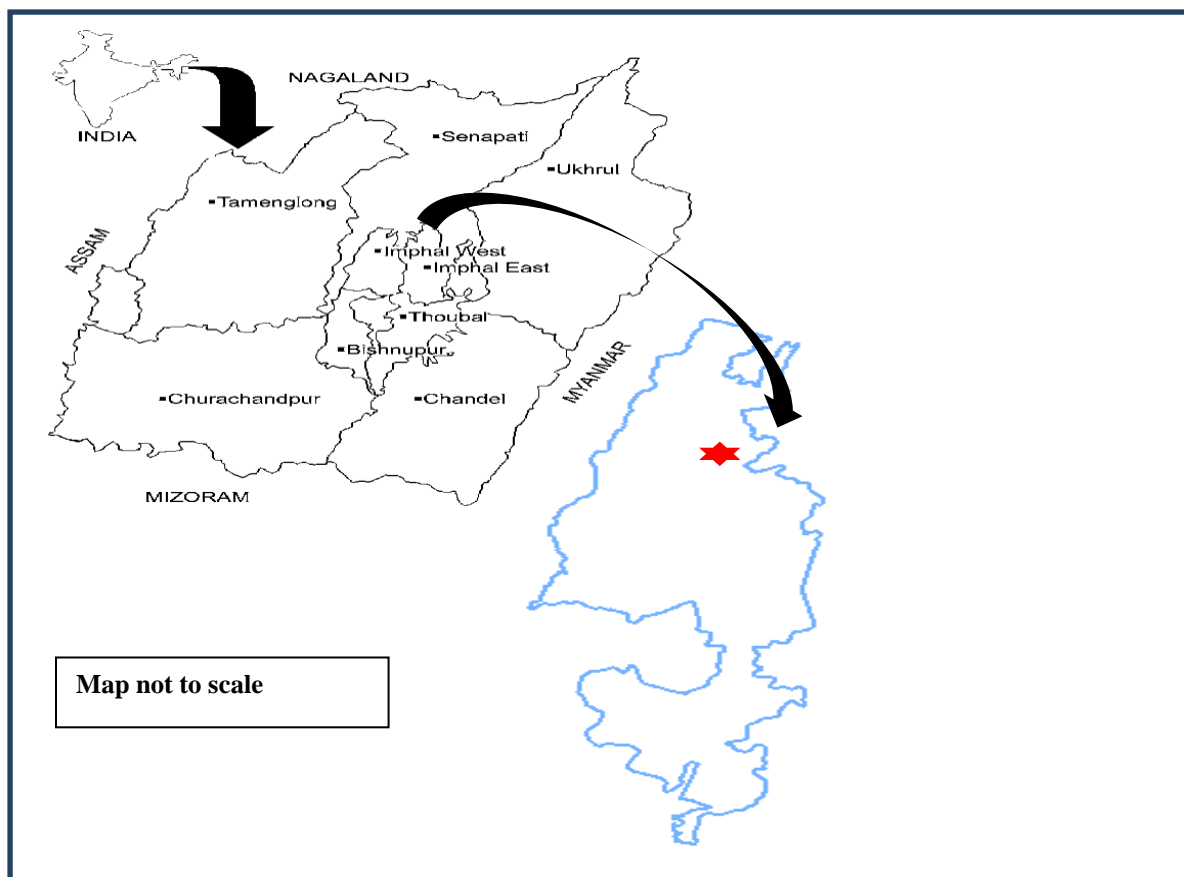 NAGALAND
INDIA
Senapati
Ukhrul
Tamenglong
ASSAM
Imphal West
Imphal East
Thoubal
Bishnupur
MYANMAR
Churachandpur
Chandel
MIZORAM
Map not to scale